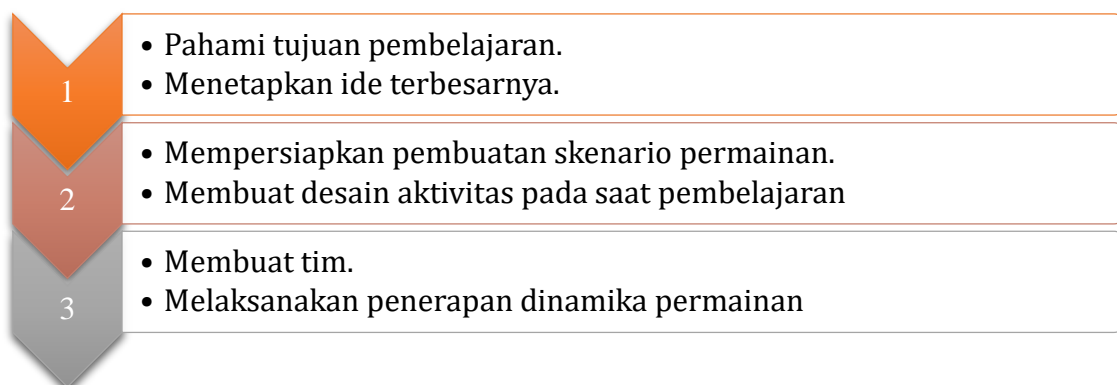 1
• Pahami tujuan pembelajaran.
• Menetapkan ide terbesarnya.
2
• Mempersiapkan pembuatan skenario permainan.
• Membuat desain aktivitas pada saat pembelajaran
3
• Membuat tim.
• Melaksanakan penerapan dinamika permainan